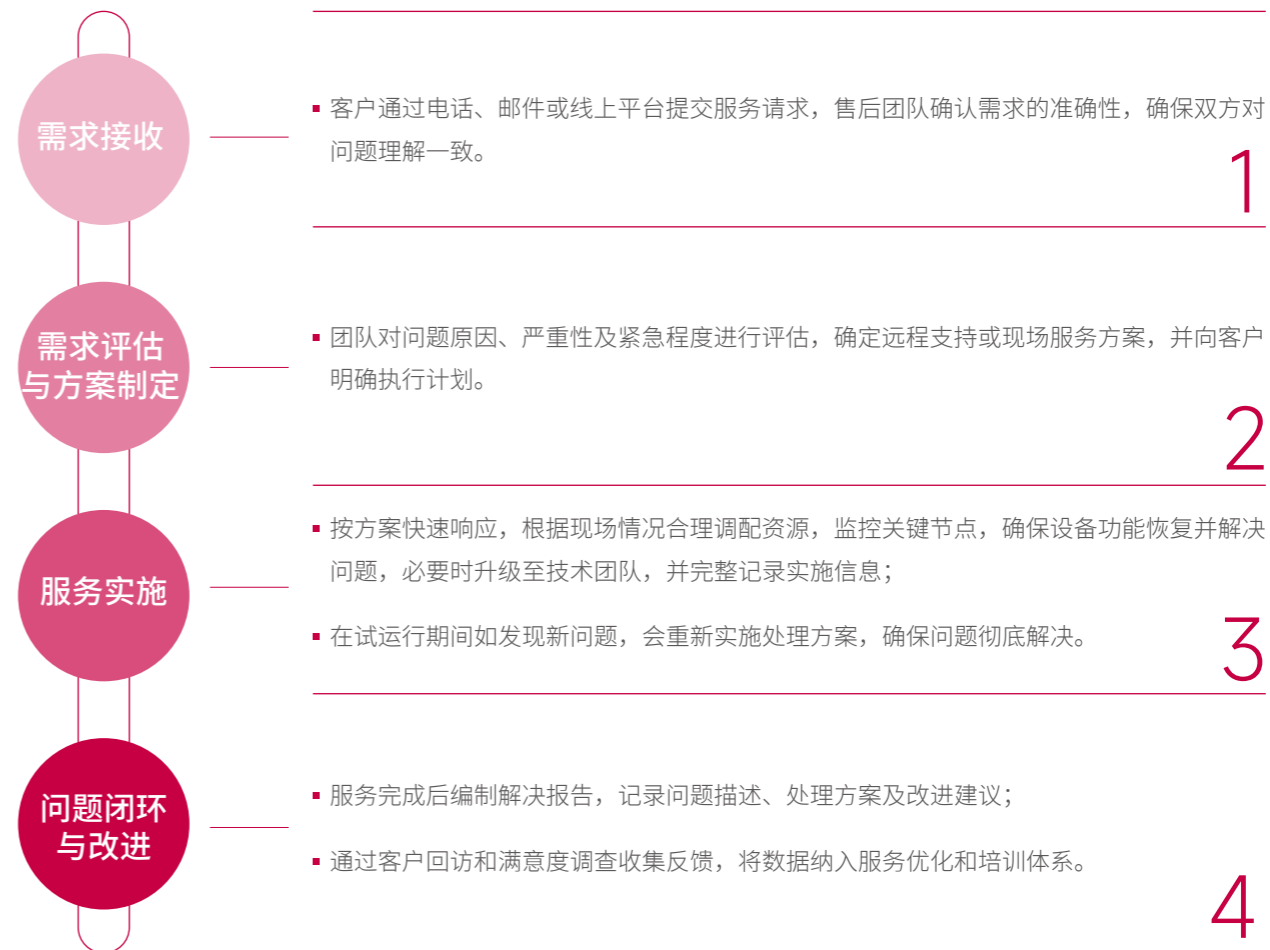 需求接收
客户通过电话、邮件或线上平台提交服务请求，售后团队确认需求的准确性，确保双方对
问题理解一致。
1
需求评估
与方案制定
团队对问题原因、严重性及紧急程度进行评估，确定远程支持或现场服务方案，并向客户
明确执行计划。
2
服务实施
按方案快速响应，根据现场情况合理调配资源，监控关键节点，确保设备功能恢复并解决
问题，必要时升级至技术团队，并完整记录实施信息；
在试运行期间如发现新问题，会重新实施处理方案，确保问题彻底解决。
3
问题闭环
与改进
服务完成后编制解决报告，记录问题描述、处理方案及改进建议；
通过客户回访和满意度调查收集反馈，将数据纳入服务优化和培训体系。
4